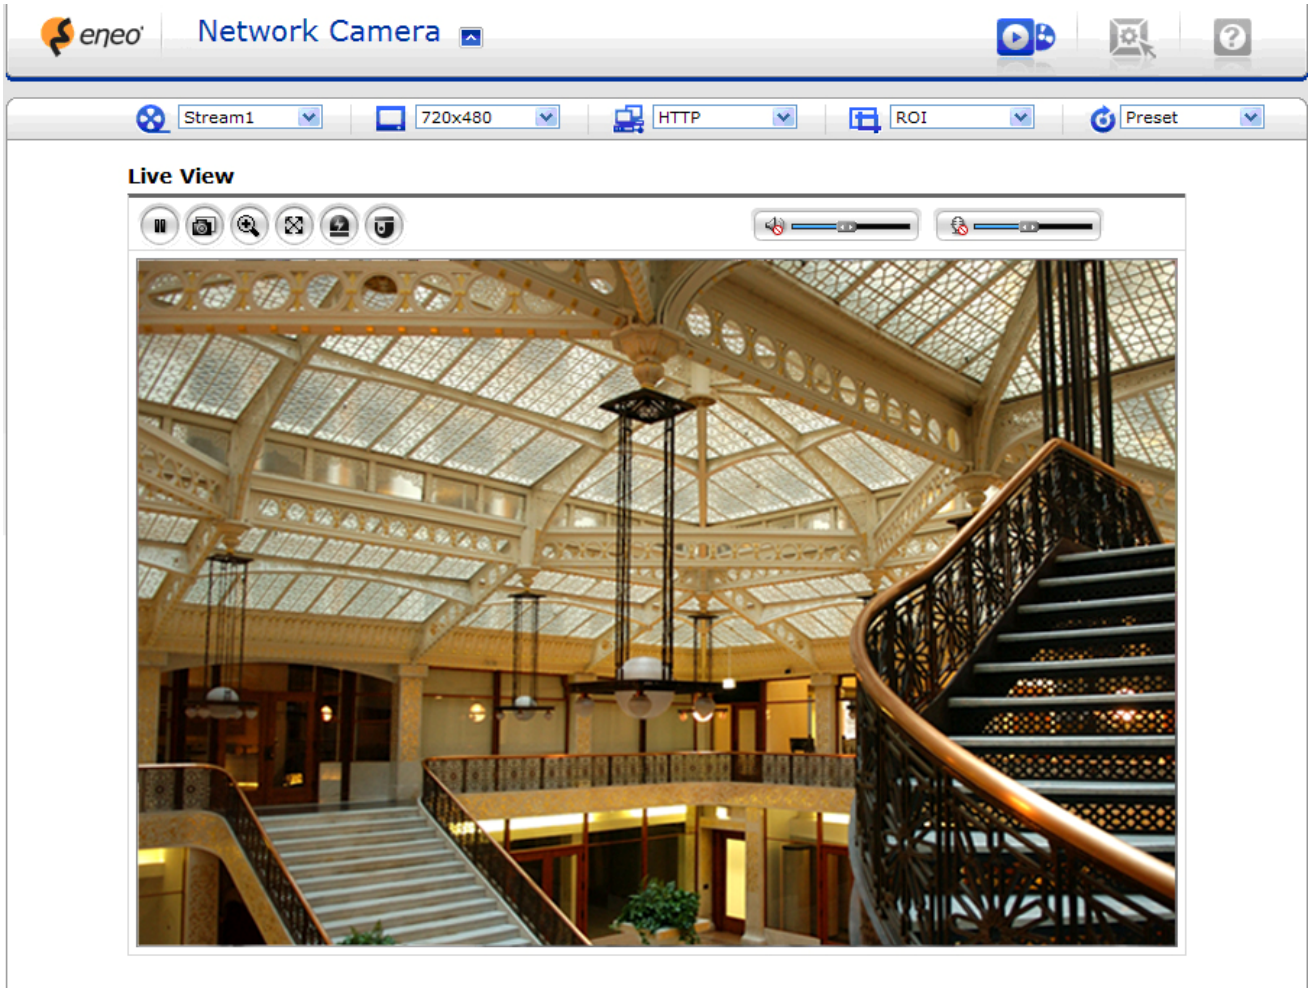 eneo
Network Camera
Stream1
720x480
HTTP
ROI
Preset
Live View